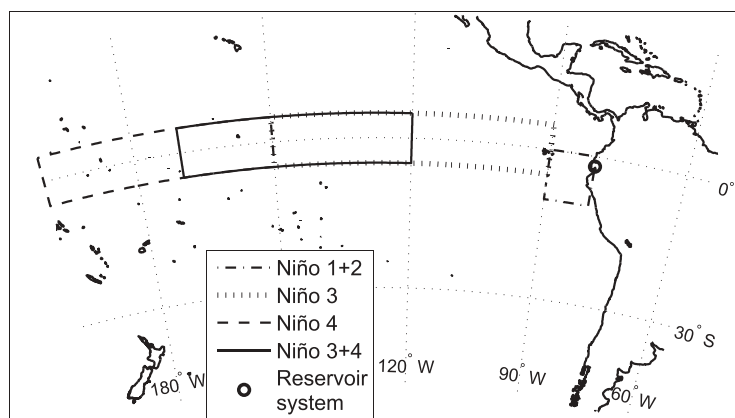 0° 
Niño 1+2
Niño 3
Niño 4
Niño 3+4
Reservoir
system
30° S
180° W
120° W
90° W
60° W